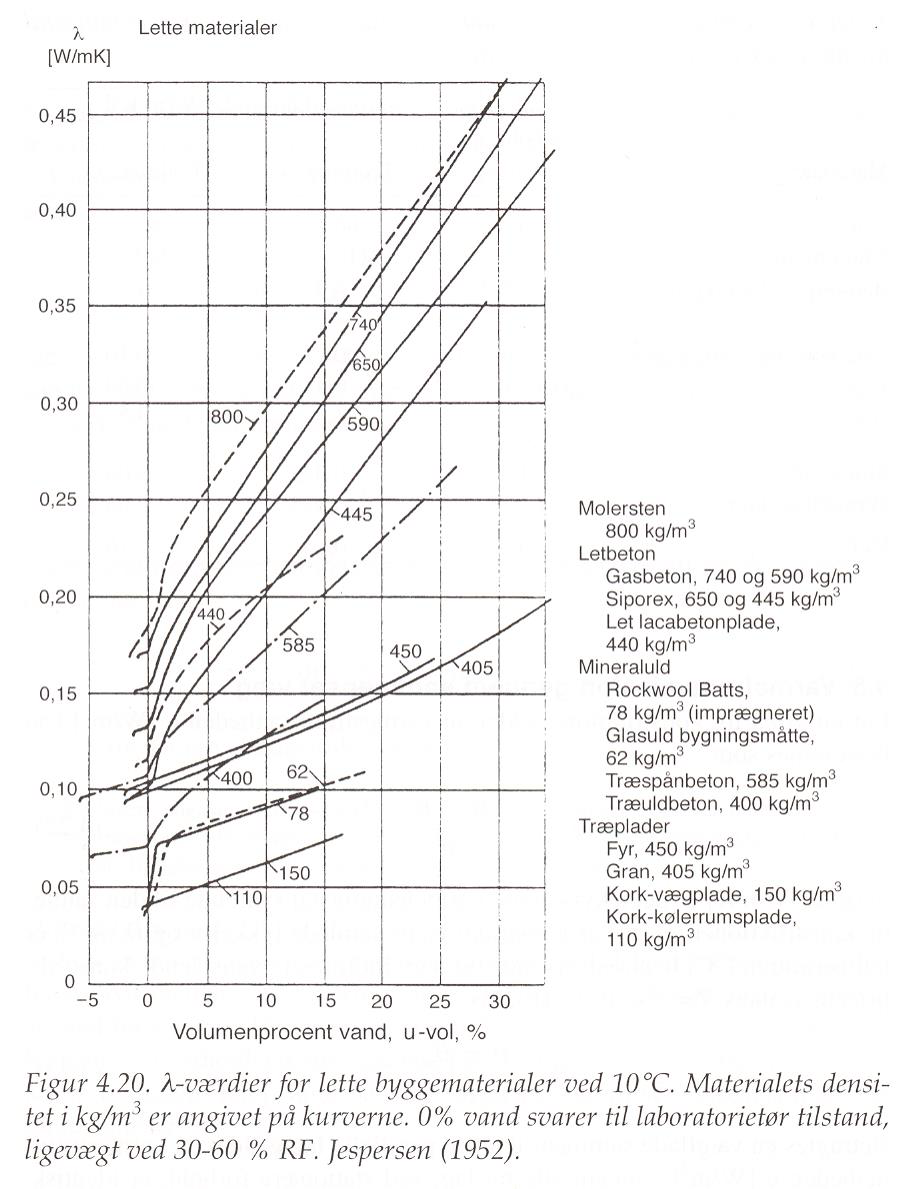 λ
Lette materialer
[W/mK]
0,45
0,40
0,35
0,30
0,25
0,20
0,15
0,10
0,05
0
740
650
800
590
445
440
585
450
405
400
62
78
150
110
−5 0 5 10 15 20 25 30
Volumenprocent vand, u-vol, %
Molersten
800 kg/m³
Letbeton
Gasbeton, 740 og 590 kg/m³
Siporex, 650 og 445 kg/m³
Let lacabetonplade,
440 kg/m³
Mineraluld
Rockwool Batts,
78 kg/m³ (imprægneret)
Glasuld bygningsmåtte,
62 kg/m³
Træspånbeton, 585 kg/m³
Træuldbeton, 400 kg/m³
Træplader
Fyr, 450 kg/m³
Gran, 405 kg/m³
Kork-vægplade, 150 kg/m³
Kork-kølerrumsplade,
110 kg/m³
Figur 4.20. λ-værdier for lette byggematerialer ved 10°C. Materialets densi-
tet i kg/m³ er angivet på kurverne. 0% vand svarer til laboratorietør tilstand,
ligevægt ved 30-60 % RF. Jespersen (1952).